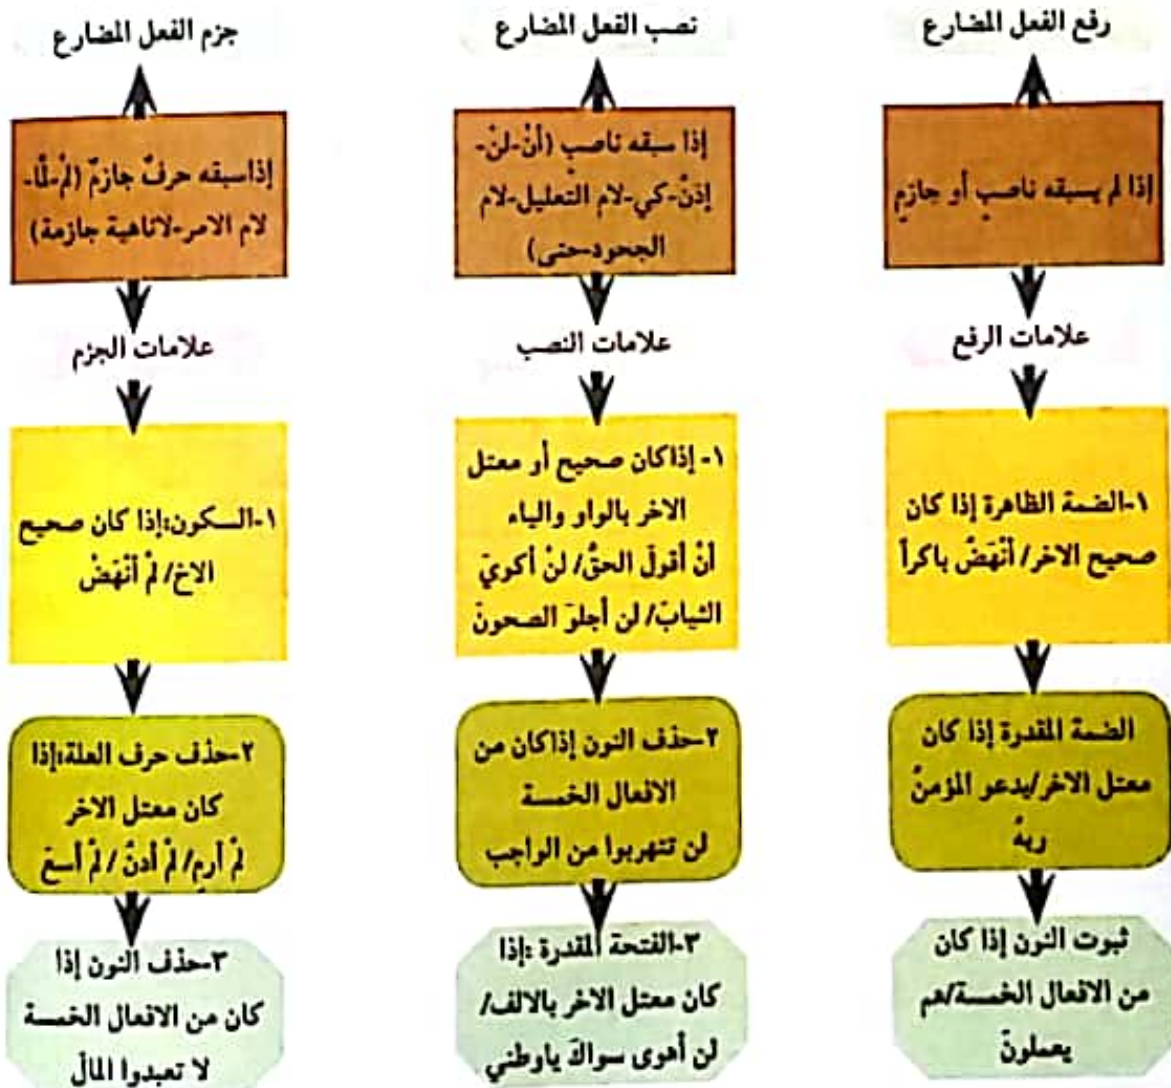 رفع الفعل المضارع
إذا لم يسبقه ناصبٍ أو جازمٍ
علامات الرفع
١-الضمة الظاهرة إذا كان
صحيح الاخر/ أنْهَضُ باكراً
الضمة المقدرة إذا كان
معتل الاخر/يدعو المؤمنُ
ربهُ
ثبوت النون إذا كان
من الافعال الخمسة/هم
يعملونَ
نصب الفعل المضارع
إذا سبقه ناصبٍ (أنْ-لنْ-
إذنْ-كي-لام التعليل-لام
الجحود-حتى)
علامات النصب
١- إذاكان صحيح أو معتل
الاخر بالواو والياء
أنْ أقولَ الحقَّ/ لنْ أكويَ
الثيابَ/ لن أجلوَ الصحونَ
٢-حذف النون إذاكان من
الافعال الخمسة
لن تتهربوا من الواجب
٣-الفتحة المقدرة :إذا
كان معتل الاخر بالالف/
لن أهوى سواكَ ياوطني
جزم الفعل المضارع
إذاسبقه حرفٌ جازمٌ (لمْ-لمَّا-
لام الامر-لاناهية جازمة)
علامات الجزم
١-السكون:إذا كان صحيح
الاخ/ لمْ أنْهَضْ
٢-حذف حرف العلة:إذا
كان معتل الاخر
لمْ أرمِ/ لمْ أدنُ / لمْ أسعَ
٣-حذف النون إذا
كان من الافعال الخمسة
لا تعبدوا المالَ